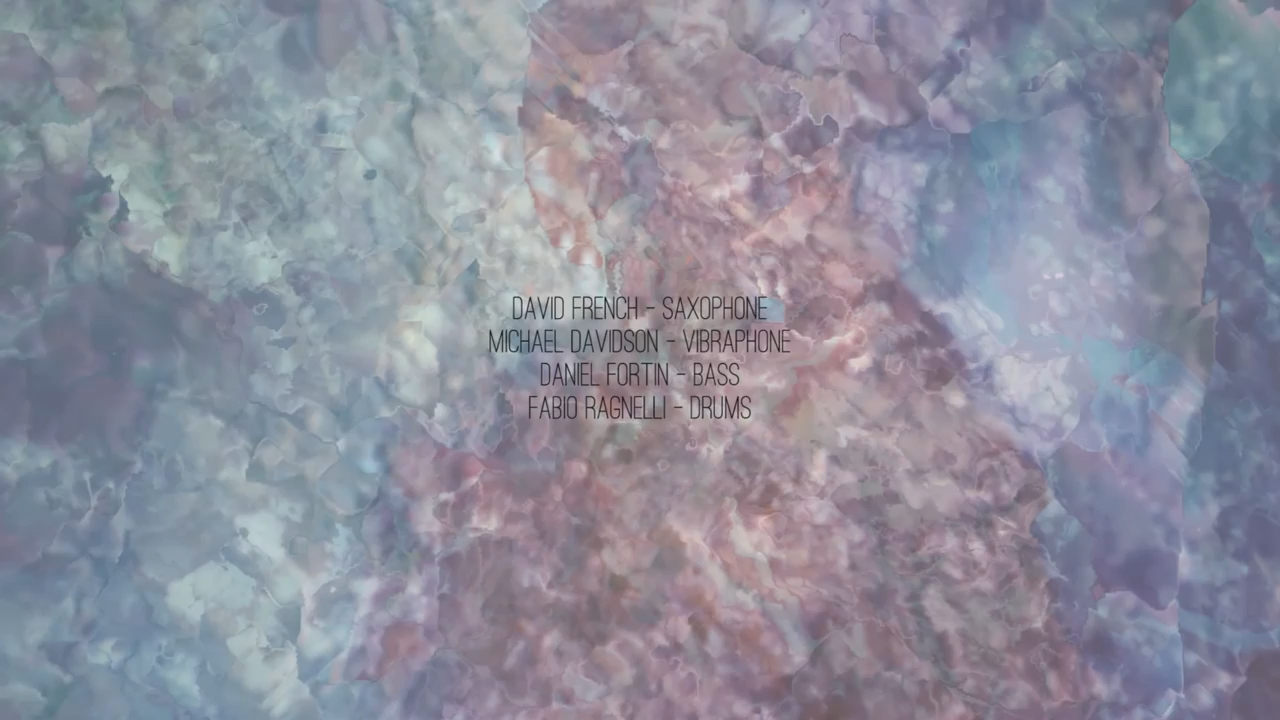 DAVID FRENCH - SAXOPHONE
MICHAEL DAVIDSON - VIBRAPHONE
DANIEL FORTIN - BASS
FABIO RAGNELLI - DRUMS